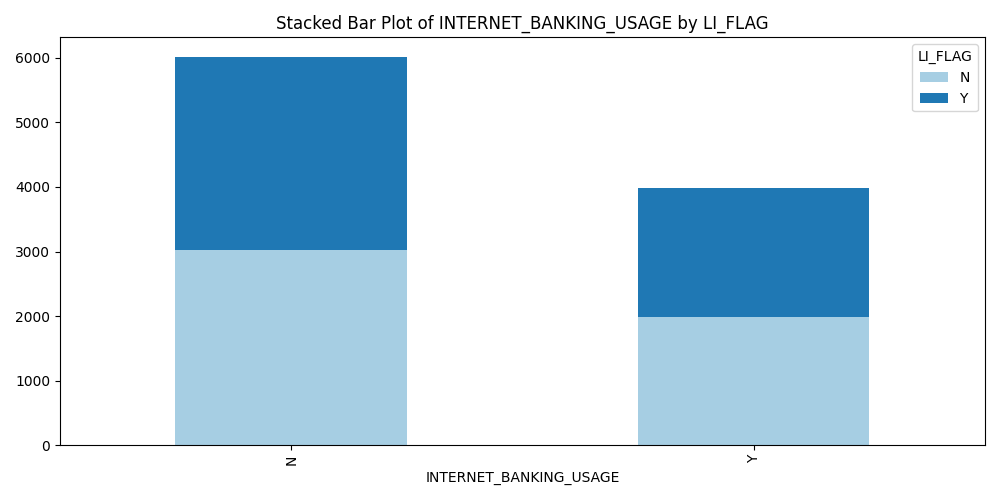 Stacked Bar Plot of INTERNET_BANKING_USAGE by LI_FLAG
LI_FLAG
N
Y
6000
5000
4000
3000
2000
1000
0
N
Y
INTERNET_BANKING_USAGE